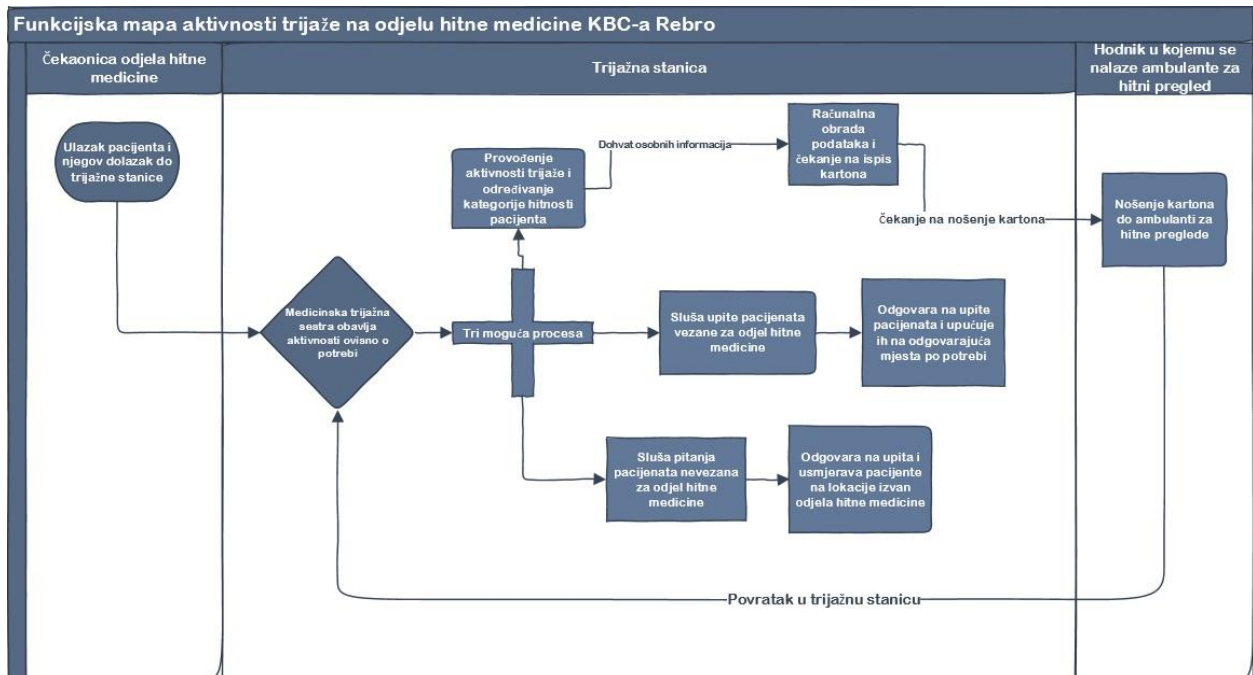 Funkcijska mapa aktivnosti trijaže na odjelu hitne medicine KBC-a Rebro
Čekaonica odjela hitne
medicine
Trijažna stanica
Hodnik u kojemu se
nalaze ambulante za
hitni pregled
Ulazak pacijenta i
njegov dolazak do
trijažne stanice
Medicinska trijažna
sestra obavlja
aktivnosti ovisno o
potrebi
Tri moguća procesa
Provođenje
aktivnosti trijaže i
određivanje
kategorije hitnosti
pacijenta
Dohvat osobnih informacija
Računalna
obrada
podataka i
čekanje na ispis
kartona
Čekanje na nošenje kartona
Nošenje kartona
do ambulanti za
hitne preglede
Sluša upite pacijenata
vezane za odjel hitne
medicine
Odgovara na upite
pacijenata i upućuje
ih na odgovarajuća
mjesta po potrebi
Sluša pitanja
pacijenata nevezana
za odjel hitne
medicine
Odgovara na upita i
usmjerava pacijente
na lokacije izvan
odjela hitne medicine
Povratak u trijažnu stanicu